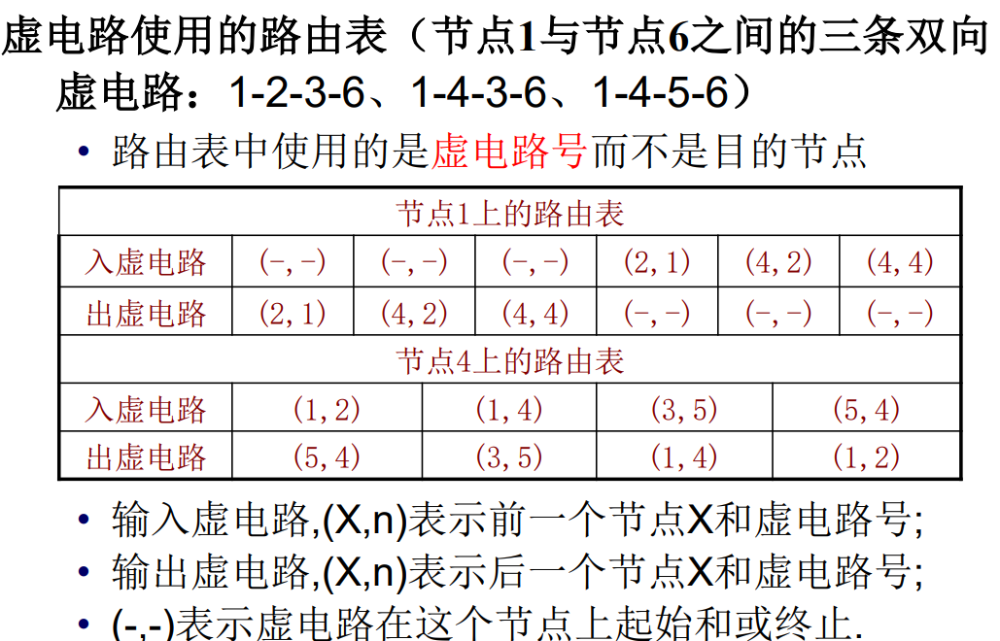 虚电路使用的路由表（节点1与节点6之间的三条双向
虚电路：1-2-3-6、1-4-3-6、1-4-5-6）
• 路由表中使用的是虚电路号而不是目的节点
节点1上的路由表
入虚电路 (-,-) (-,-) (-,-) (2,1) (4,2) (4,4)
出虚电路 (2,1) (4,2) (4,4) (-,-) (-,-) (-,-)
节点4上的路由表
入虚电路 (1,2) (1,4) (3,5) (5,4)
出虚电路 (5,4) (3,5) (1,4) (1,2)
• 输入虚电路,(X,n)表示前一个节点X和虚电路号;
• 输出虚电路,(X,n)表示后一个节点X和虚电路号;
• (-,-)表示虚电路在这个节点上起始和或终止.